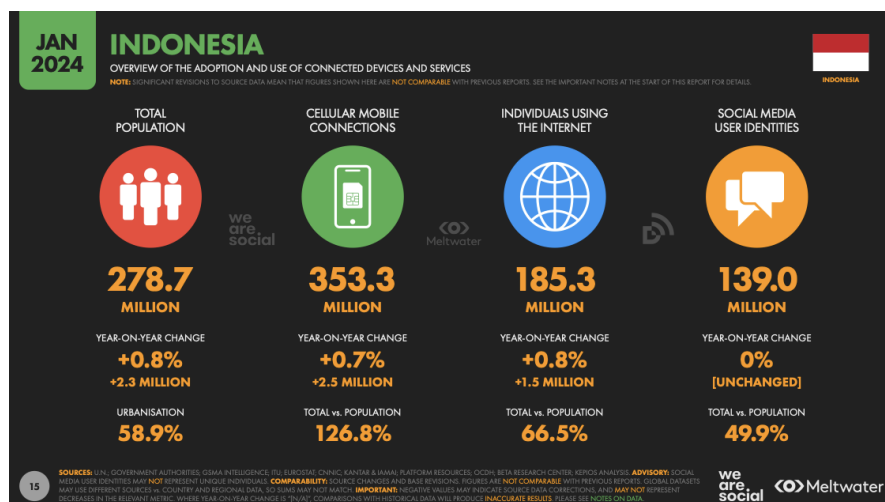 JAN
2024
INDONESIA
OVERVIEW OF THE ADOPTION AND USE OF CONNECTED DEVICES AND SERVICES
NOTE: SIGNIFICANT REVISIONS TO SOURCE DATA MEAN THAT FIGURES SHOWN HERE ARE NOT COMPARABLE WITH PREVIOUS REPORTS. SEE THE IMPORTANT NOTES AT THE START OF THIS REPORT FOR DETAILS.
INDONESIA
TOTAL
POPULATION
CELLULAR MOBILE
CONNECTIONS
INDIVIDUALS USING
THE INTERNET
SOCIAL MEDIA
USER IDENTITIES
we
are
social
Meltwater
278.7
MILLION
353.3
MILLION
185.3
MILLION
139.0
MILLION
YEAR-ON-YEAR CHANGE
+0.8%
+2.3 MILLION
YEAR-ON-YEAR CHANGE
+0.7%
+2.5 MILLION
YEAR-ON-YEAR CHANGE
+0.8%
+1.5 MILLION
YEAR-ON-YEAR CHANGE
0%
[UNCHANGED]
URBANISATION
58.9%
TOTAL vs. POPULATION
126.8%
TOTAL vs. POPULATION
66.5%
TOTAL vs. POPULATION
49.9%
15
SOURCES: U.N.; GOVERNMENT AUTHORITIES; GSMA INTELLIGENCE; ITU; EUROSTAT; CNNIC; KANTAR & IAMAI; PLATFORM RESOURCES; OCDH; BETA RESEARCH CENTER; KEPIOS ANALYSIS. ADVISORY: SOCIAL
MEDIA USER IDENTITIES MAY NOT REPRESENT UNIQUE INDIVIDUALS. COMPARABILITY: SOURCE CHANGES AND BASE REVISIONS. FIGURES ARE NOT COMPARABLE WITH PREVIOUS REPORTS. GLOBAL DATASETS
MAY USE DIFFERENT SOURCES vs. COUNTRY AND REGIONAL DATA, SO SUMS MAY NOT MATCH. IMPORTANT: NEGATIVE VALUES MAY INDICATE SOURCE DATA CORRECTIONS, AND MAY NOT REPRESENT
DECREASES IN THE RELEVANT METRIC. WHERE YEAR-ON-YEAR CHANGE IS "[N/A]", COMPARISONS WITH HISTORICAL DATA WILL PRODUCE INACCURATE RESULTS. PLEASE SEE NOTES ON DATA.
we
are
social
Meltwater